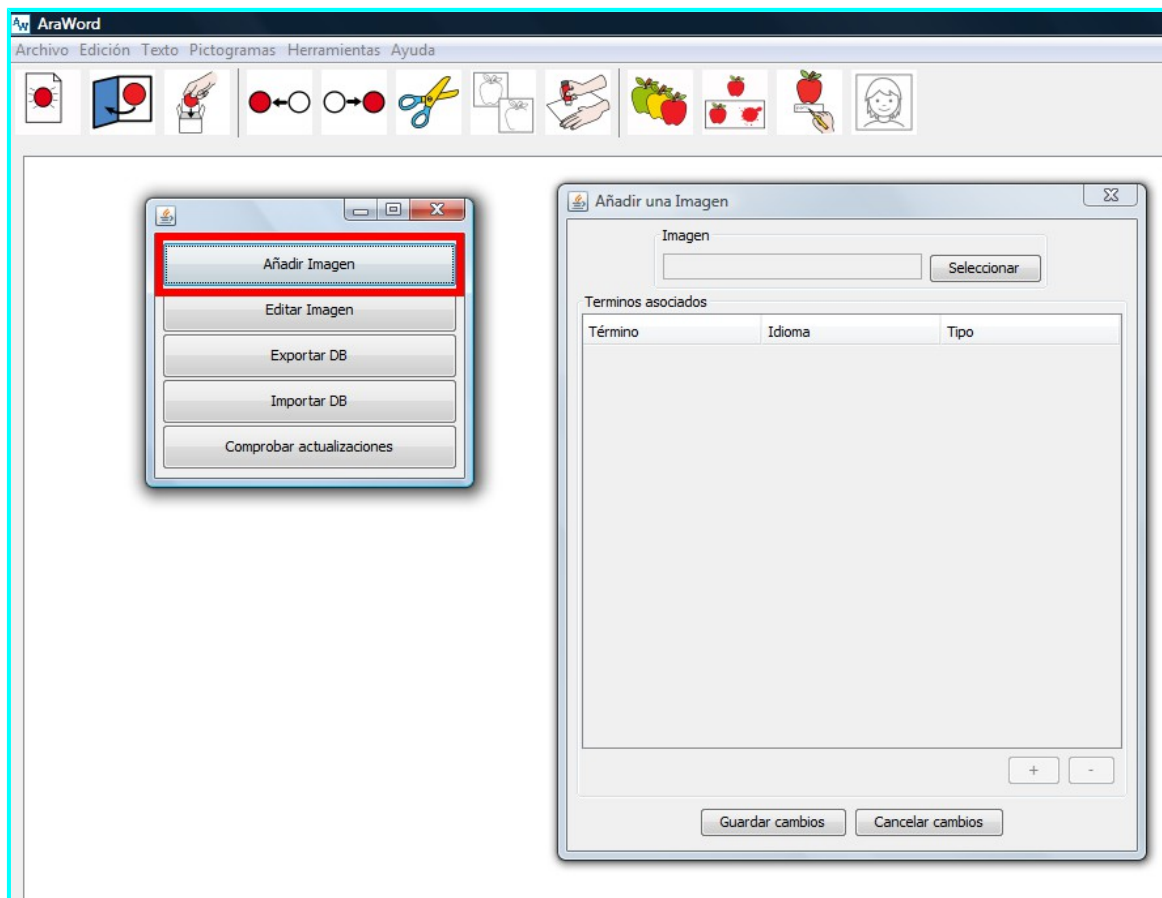 AW AraWord
Archivo Edición Texto Pictogramas Herramientas Ayuda
Añadir Imagen
Editar Imagen
Exportar DB
Importar DB
Comprobar actualizaciones
Añadir una Imagen
Imagen
Seleccionar
Terminos asociados
Término Idioma Tipo
+ -
Guardar cambios Cancelar cambios